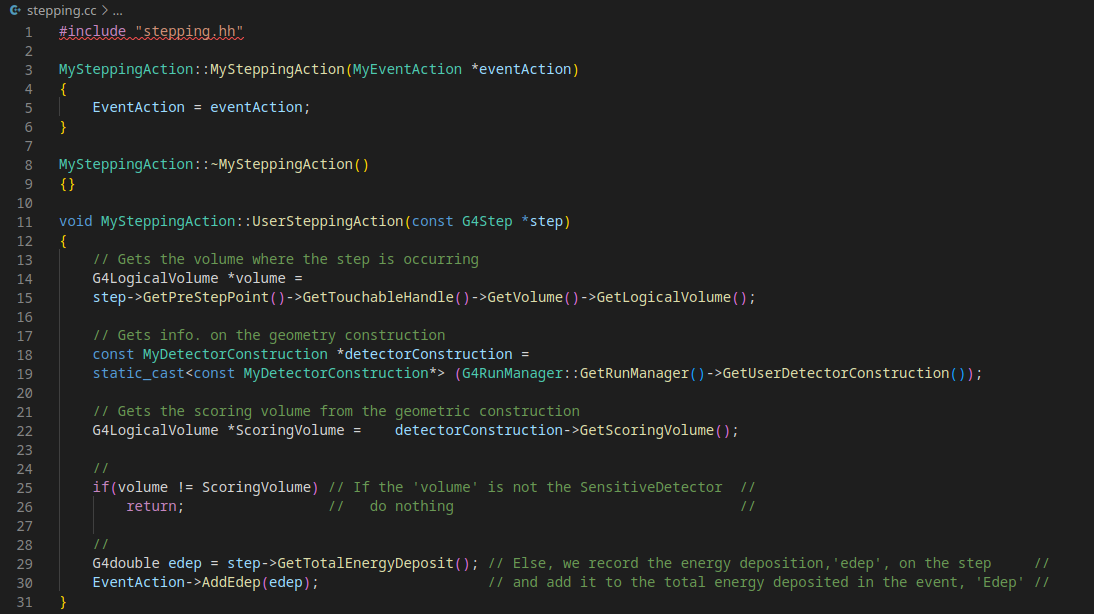 stepping.cc > ...
1 #include "stepping.hh"
2
3 MySteppingAction::MySteppingAction(MyEventAction *eventAction)
4 {
5     EventAction = eventAction;
6 }
7
8 MySteppingAction::~MySteppingAction()
9 {}
10
11 void MySteppingAction::UserSteppingAction(const G4Step *step)
12 {
13     // Gets the volume where the step is occurring
14     G4LogicalVolume *volume =
15     step->GetPreStepPoint()->GetTouchableHandle()->GetVolume()->GetLogicalVolume();
16
17     // Gets info. on the geometry construction
18     const MyDetectorConstruction *detectorConstruction =
19     static_cast<const MyDetectorConstruction*> (G4RunManager::GetRunManager()->GetUserDetectorConstruction());
20
21     // Gets the scoring volume from the geometric construction
22     G4LogicalVolume *ScoringVolume =    detectorConstruction->GetScoringVolume();
23
24     //
25     if(volume != ScoringVolume) // If the 'volume' is not the SensitiveDetector  //
26         return;                 //   do nothing                                  //
27
28     //
29     G4double edep = step->GetTotalEnergyDeposit(); // Else, we record the energy deposition,'edep', on the step     //
30     EventAction->AddEdep(edep);                    // and add it to the total energy deposited in the event, 'Edep' //
31 }